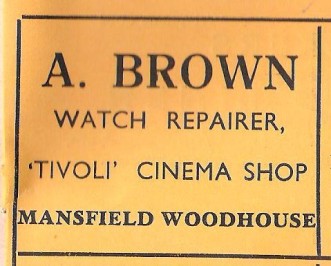 A. BROWN
WATCH REPAIRER,
'TIVOLI' CINEMA SHOP
MANSFIELD WOODHOUSE